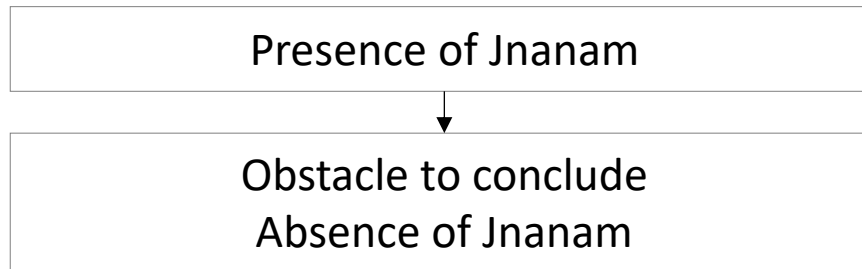 Presence of Jnanam
Obstacle to conclude
Absence of Jnanam